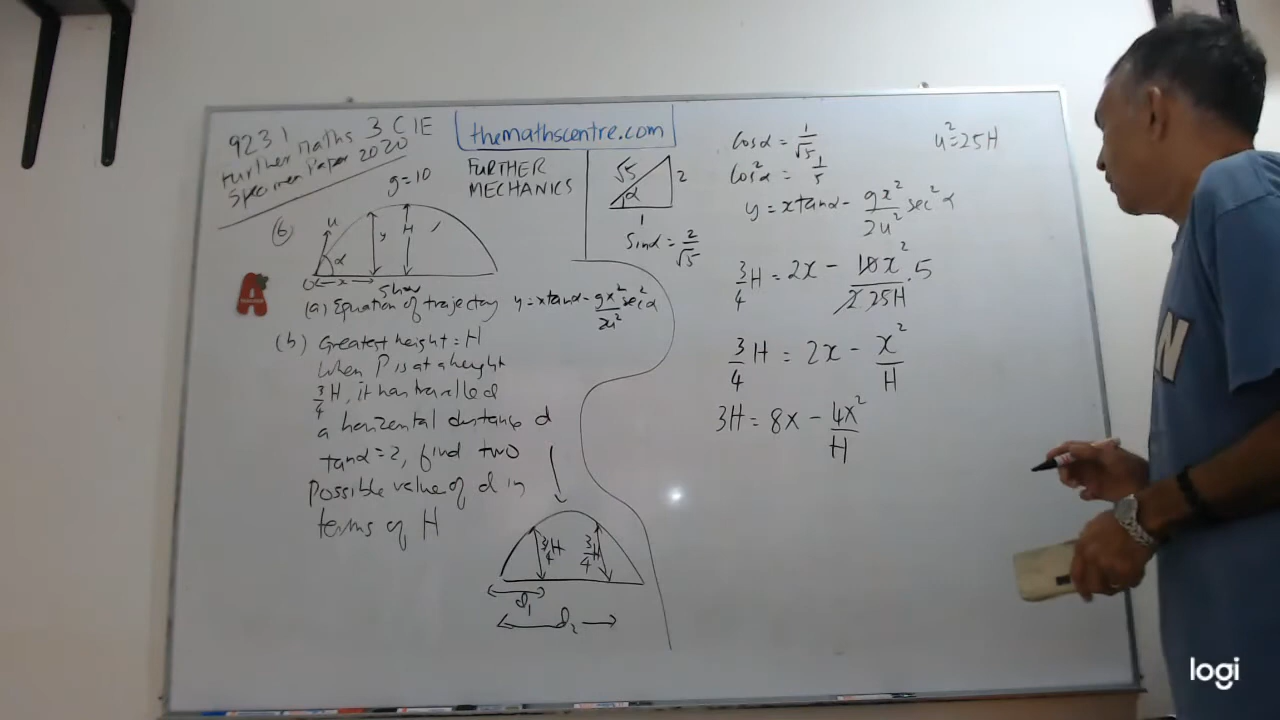 9231
Further maths 3 CIE
Specimen Paper 2020
themathscentre.com
FURTHER
MECHANICS
g=10
6
u
α
y
H
O
x
Show
(a) Equation of trajectory y=xtanα-gx²/2u² sec²α
(b) Greatest height = H
When P is at a height
3/4 H, it has travelled
a horizontal distance d
tanα=2, find two
possible value of d in
terms of H
3/4 H 3/4 H
d₁
d₂
√5
2
α
1
Sinα = 2/√5
Cosα = 1/√5
Cos²α = 1/5
y = xtanα - gx²/2u² sec²α
3/4 H = 2x - 10x²/2 25H .5
3/4 H = 2x - x²/H
3H = 8x - 4x²/H
u²=25H
A
N
logi